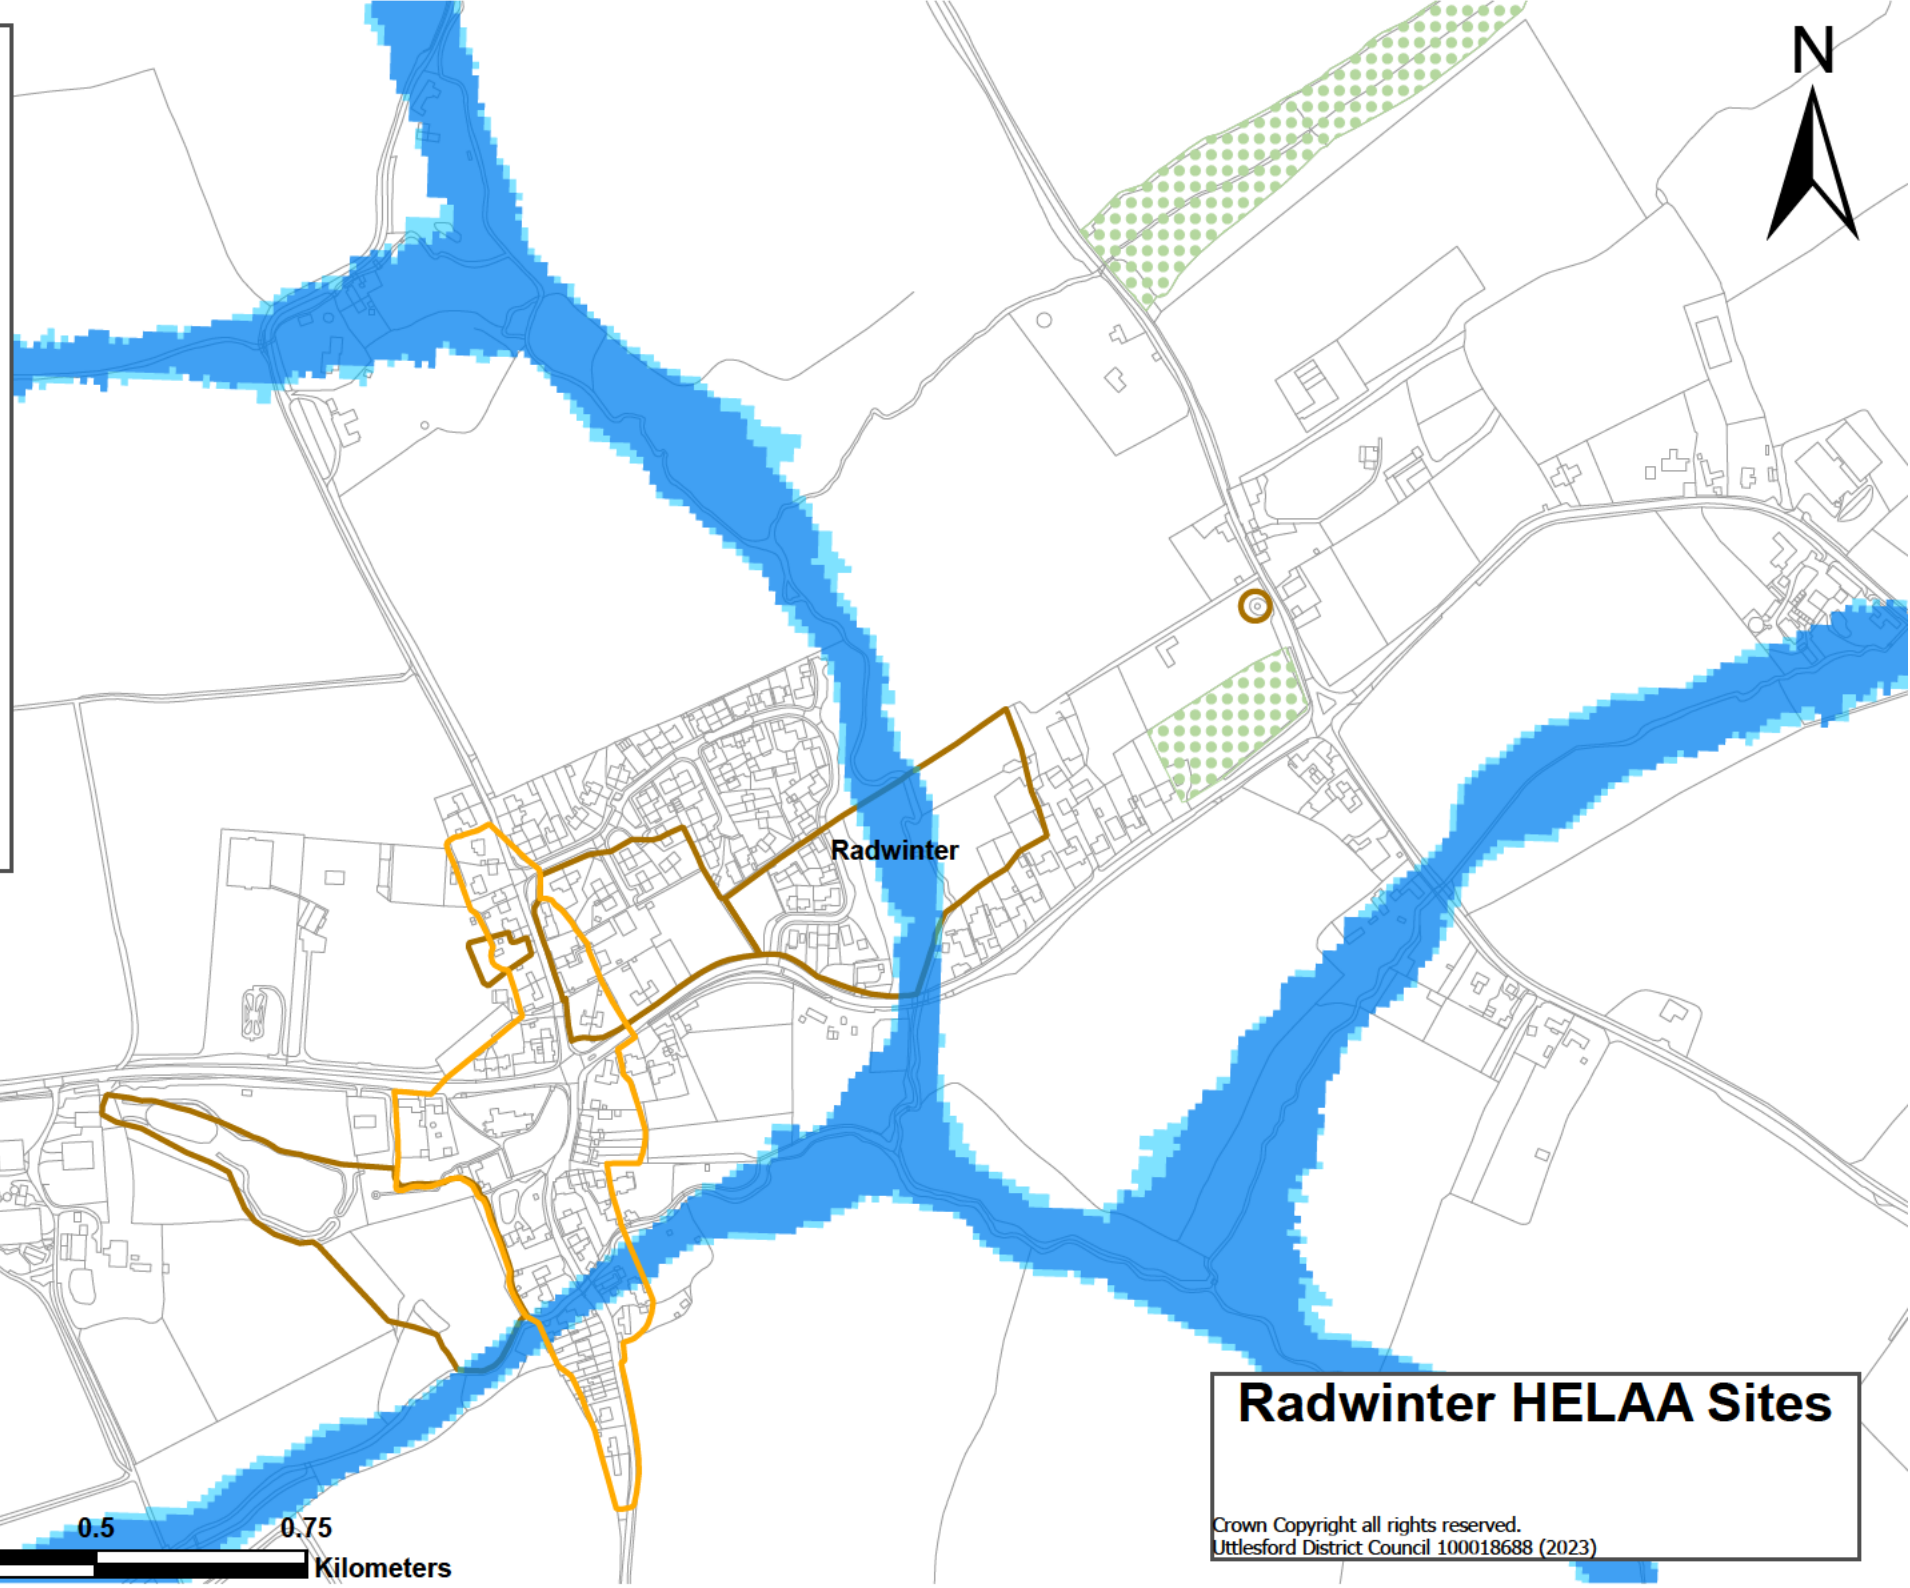 N
Radwinter
Radwinter HELAA Sites
Crown Copyright all rights reserved.
Uttlesford District Council 100018688 (2023)
0.5 0.75
Kilometers